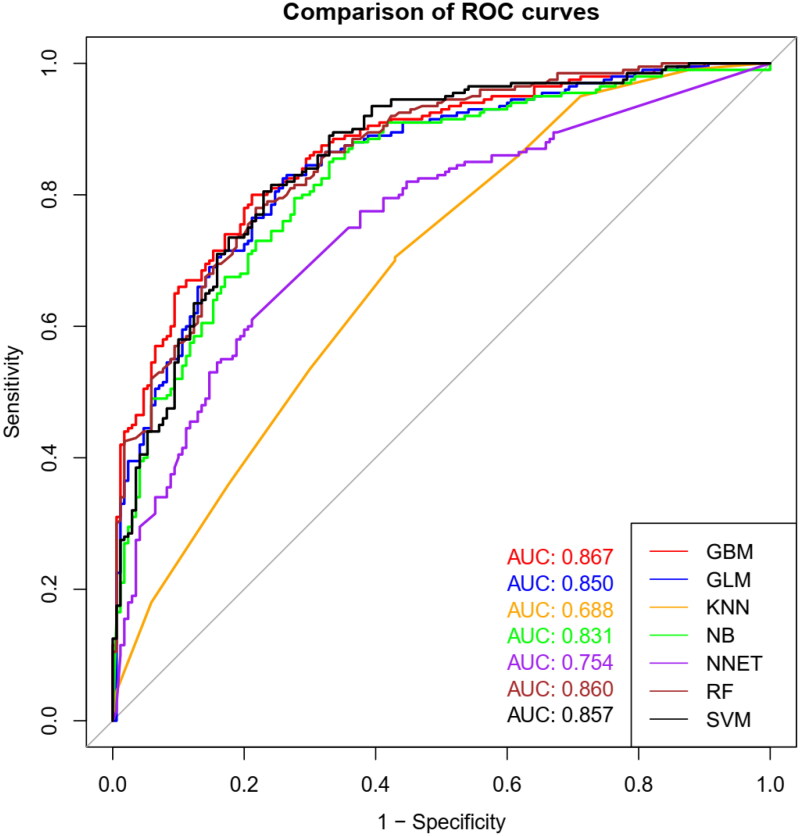 Comparison of ROC curves
Sensitivity
1.0
0.8
0.6
0.4
0.2
0.0
AUC: 0.867
AUC: 0.850
AUC: 0.688
AUC: 0.831
AUC: 0.754
AUC: 0.860
AUC: 0.857
GBM
GLM
KNN
NB
NNET
RF
SVM
0.0 0.2 0.4 0.6 0.8 1.0
1 − Specificity